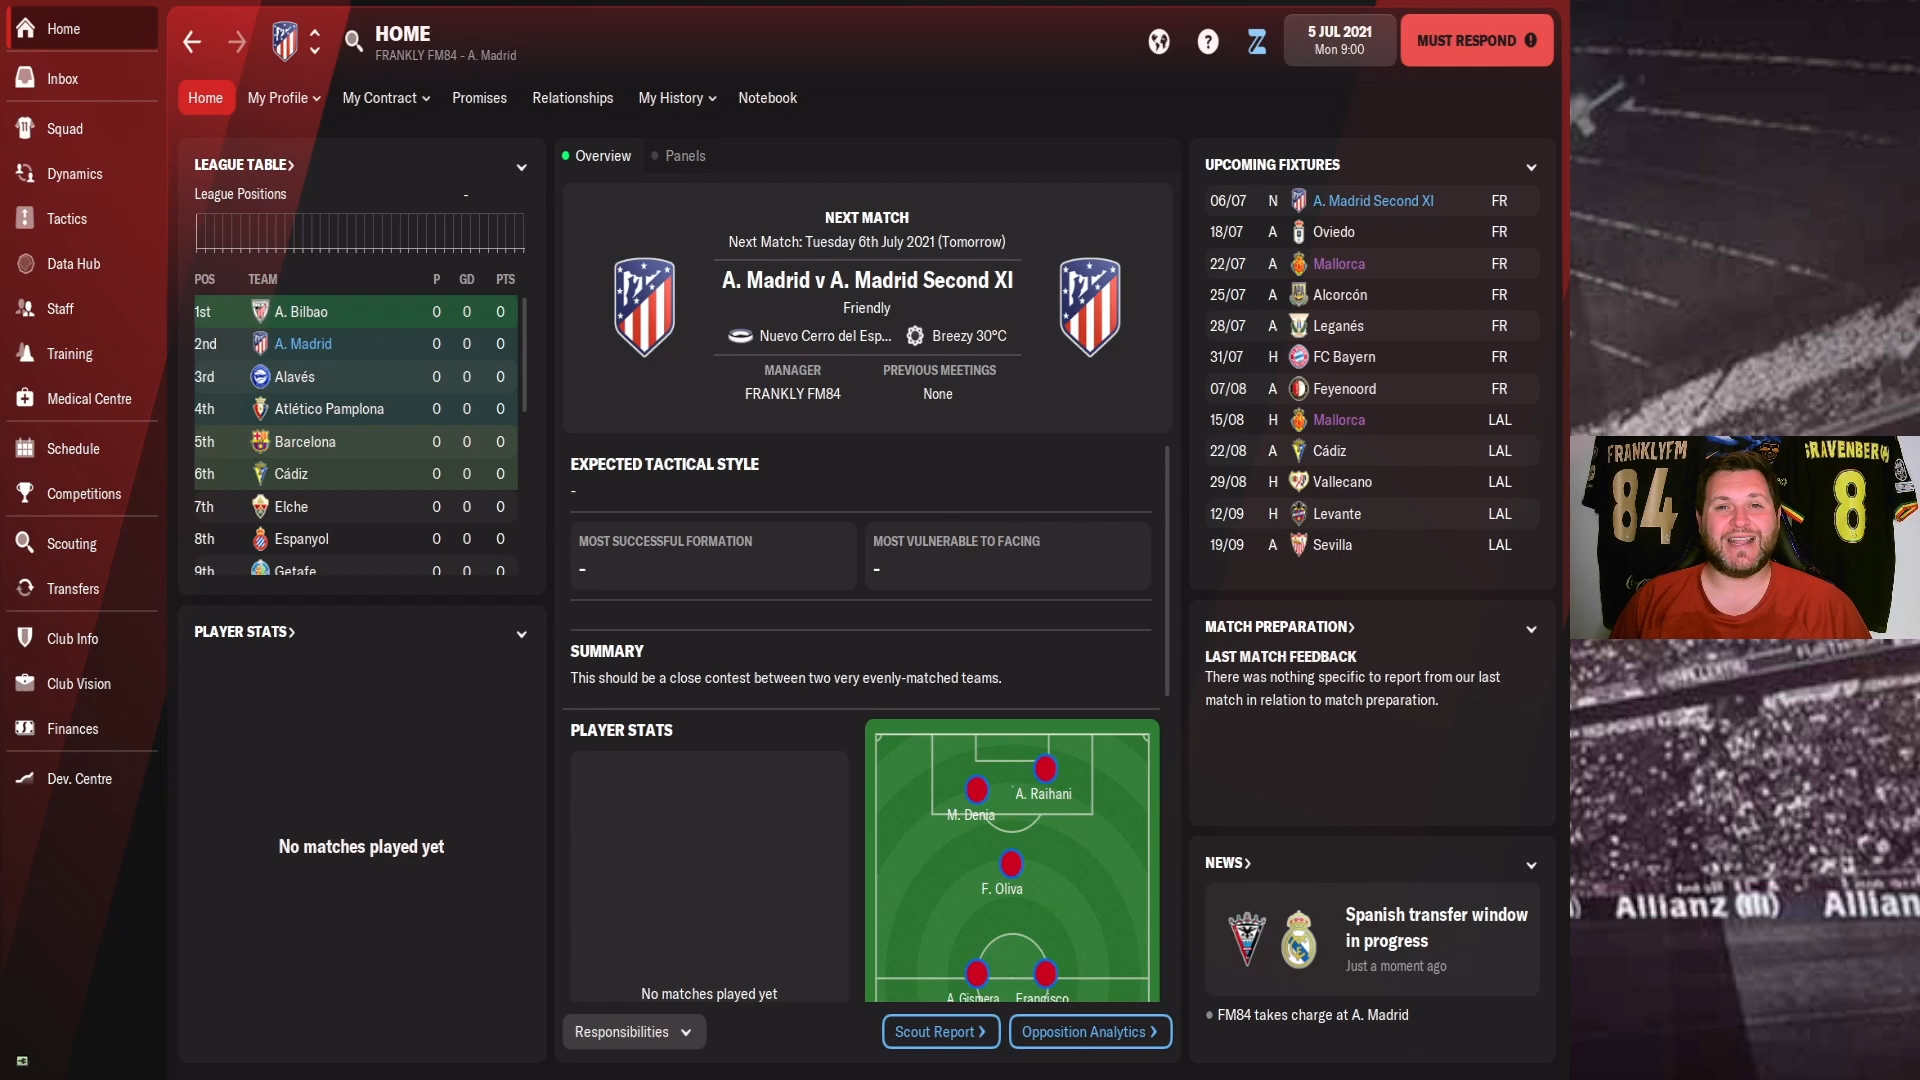 Home
Inbox
Squad
Dynamics
Tactics
Data Hub
Staff
Training
Medical Centre
Schedule
Competitions
Scouting
Transfers
Club Info
Club Vision
Finances
Dev. Centre
HOME
FRANKLY FM84 - A. Madrid
5 JUL 2021
Mon 9:00
MUST RESPOND
Home My Profile My Contract Promises Relationships My History Notebook
LEAGUE TABLE
League Positions -
POS TEAM P GD PTS
1st A. Bilbao 0 0 0
2nd A. Madrid 0 0 0
3rd Alavés 0 0 0
4th Atlético Pamplona 0 0 0
5th Barcelona 0 0 0
6th Cádiz 0 0 0
7th Elche 0 0 0
8th Espanyol 0 0 0
9th Getafe 0 0 0
PLAYER STATS
No matches played yet
Overview Panels
NEXT MATCH
Next Match: Tuesday 6th July 2021 (Tomorrow)
A. Madrid v A. Madrid Second XI
Friendly
Nuevo Cerro del Esp... Breezy 30°C
MANAGER PREVIOUS MEETINGS
FRANKLY FM84 None
EXPECTED TACTICAL STYLE
-
MOST SUCCESSFUL FORMATION MOST VULNERABLE TO FACING
- -
SUMMARY
This should be a close contest between two very evenly-matched teams.
PLAYER STATS
No matches played yet
A. Raihani
M. Denia
F. Oliva
A. Gismera Francisco
Responsibilities Scout Report Opposition Analytics
UPCOMING FIXTURES
06/07 N A. Madrid Second XI FR
18/07 A Oviedo FR
22/07 A Mallorca FR
25/07 A Alcorcón FR
28/07 A Leganés FR
31/07 H FC Bayern FR
07/08 A Feyenoord FR
15/08 H Mallorca LAL
22/08 A Cádiz LAL
29/08 H Vallecano LAL
12/09 H Levante LAL
19/09 A Sevilla LAL
MATCH PREPARATION
LAST MATCH FEEDBACK
There was nothing specific to report from our last
match in relation to match preparation.
NEWS
Spanish transfer window
in progress
Just a moment ago
FM84 takes charge at A. Madrid
FRANKLYFM
84
GRAVENBERCH
8
Allianz Allian